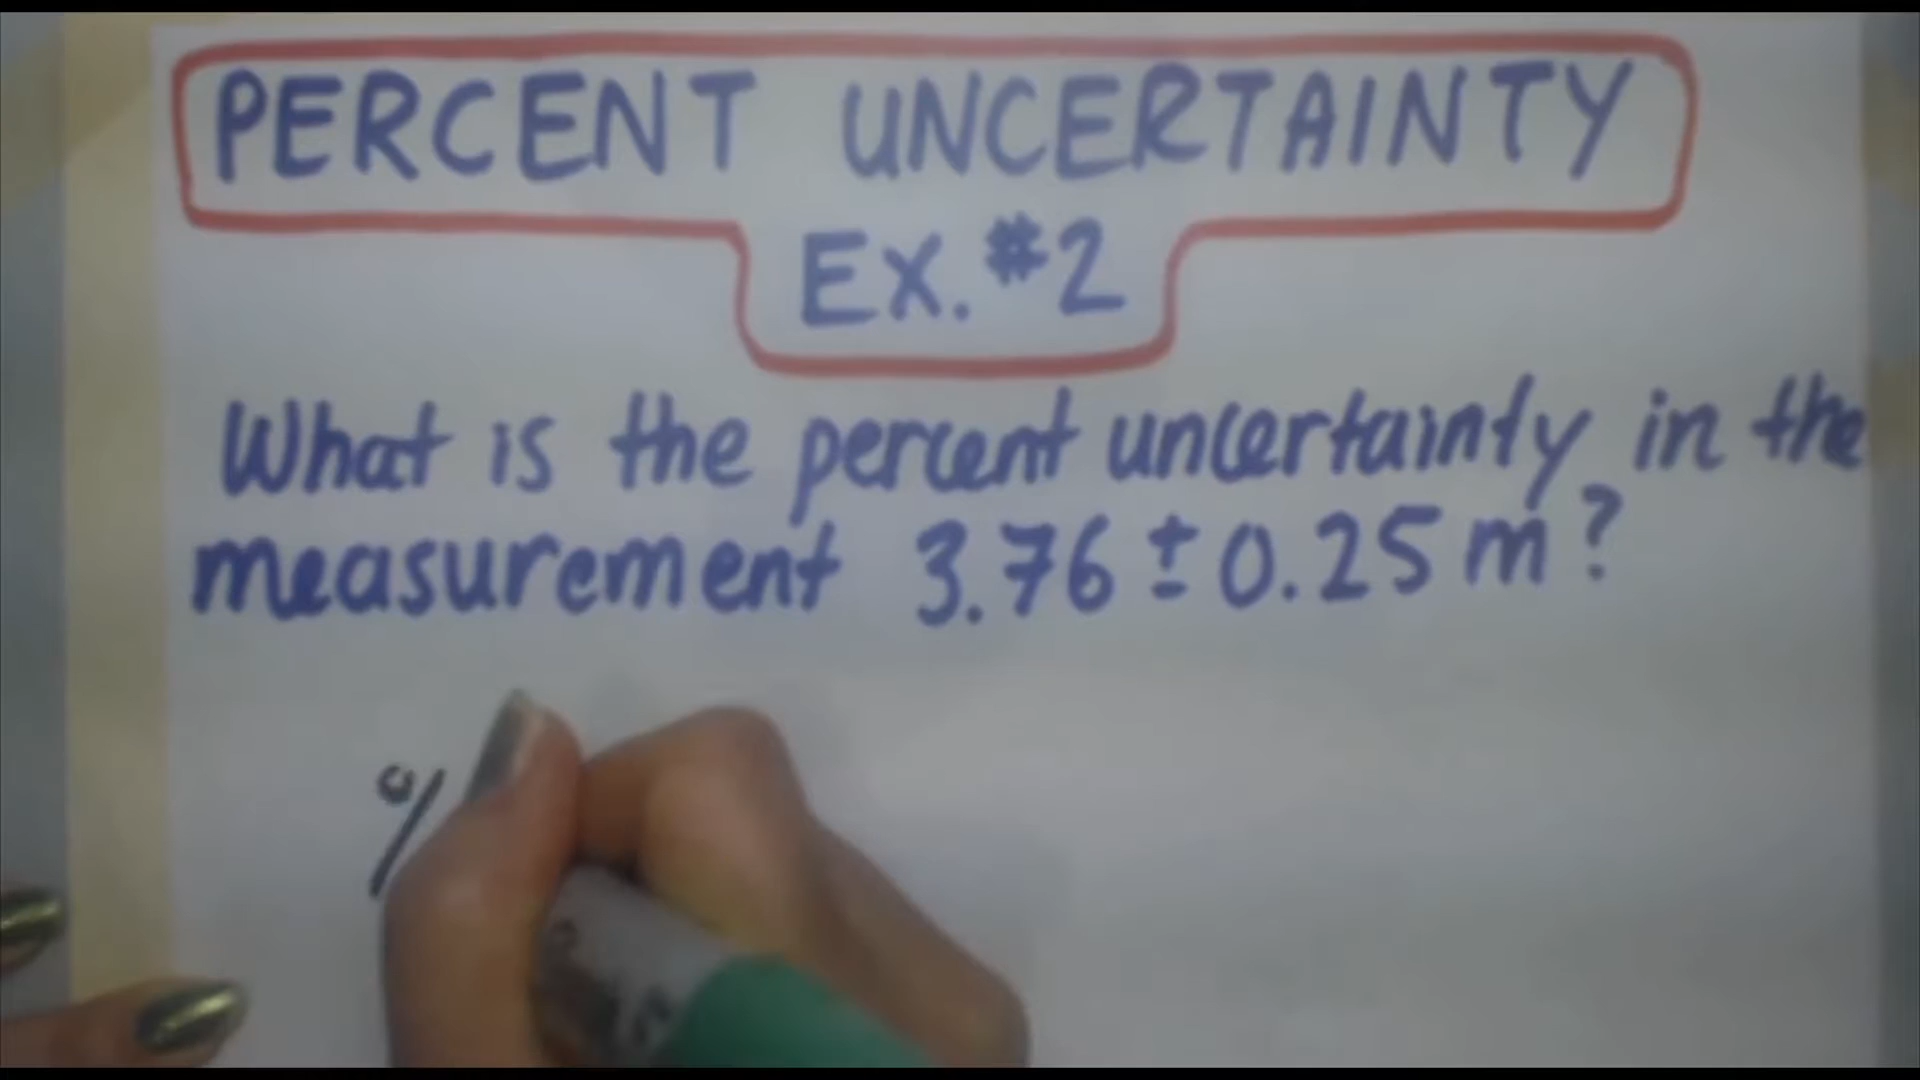 PERCENT UNCERTAINTY
EX. #2
What is the percent uncertainty in the
measurement 3.76 ± 0.25 m?
%